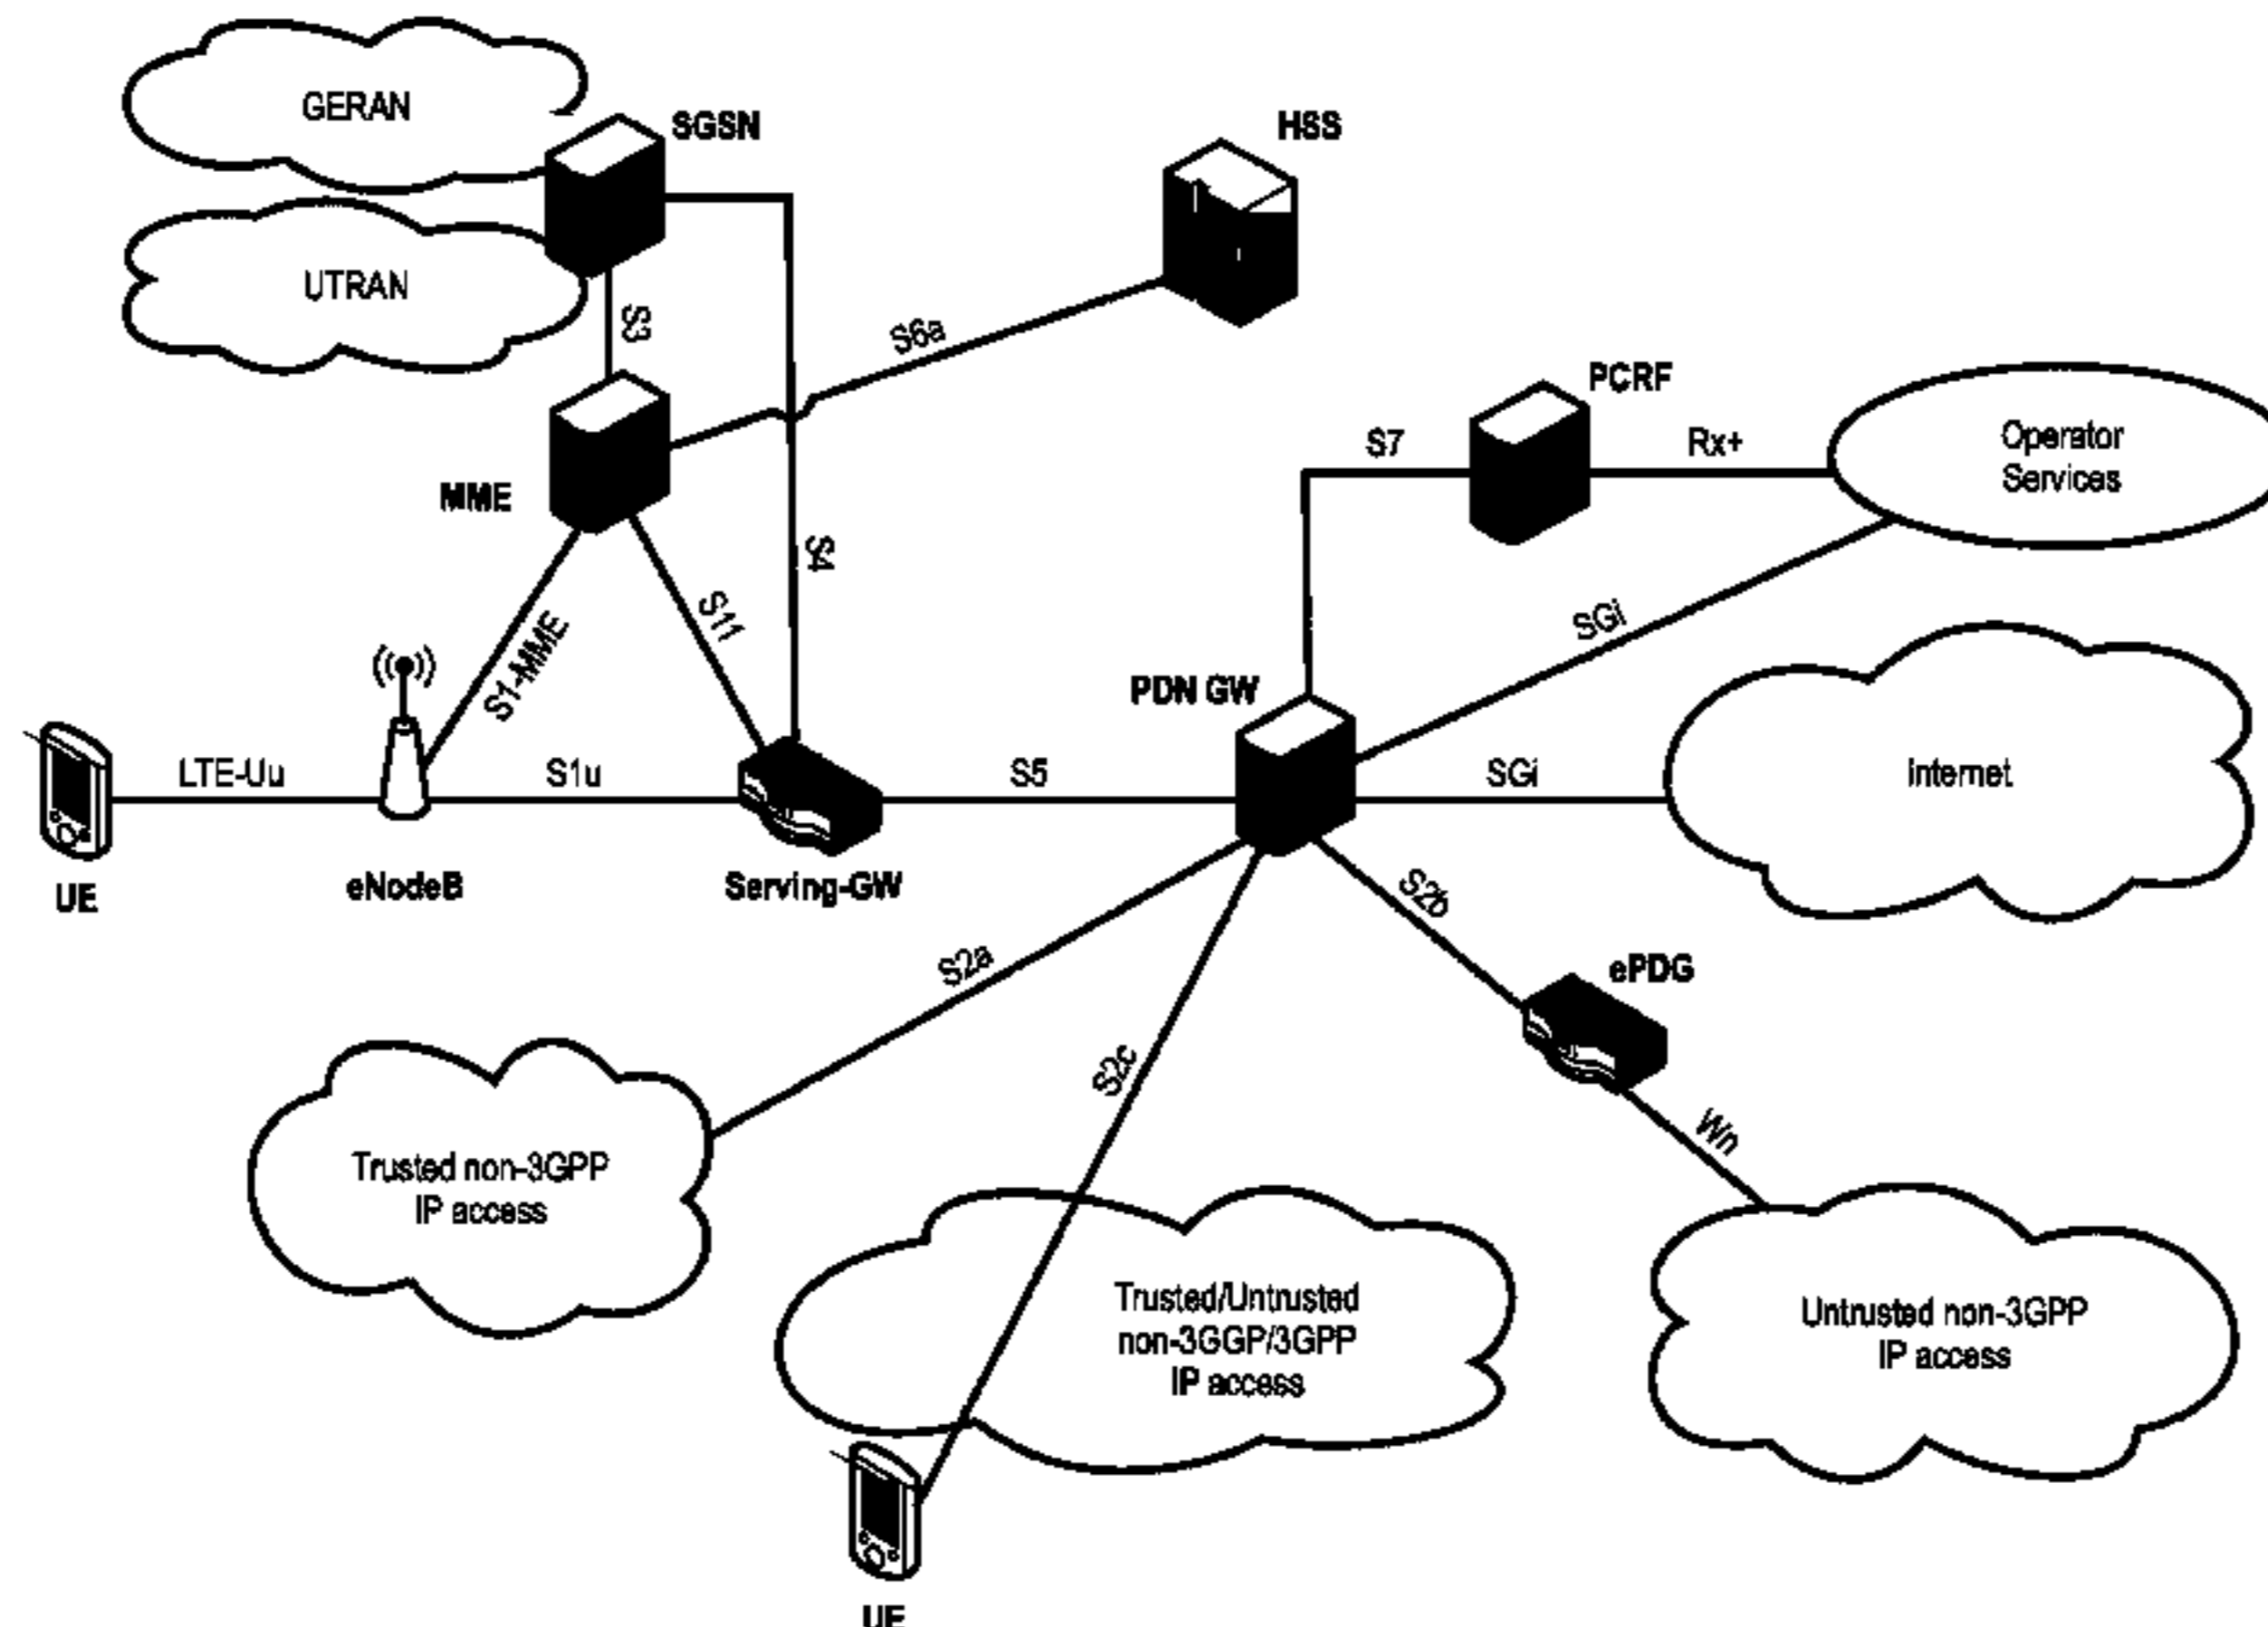 GERAN
SGSN
HSS
UTRAN
S3
S6a
PCRF
S7
Rx+
Operator
Services
MME
S4
S11
S1-MME
SGi
PDN GW
LTE-Uu
S1u
S5
SGi
Internet
UE
eNodeB
Serving-GW
S2b
S2a
ePDG
S2c
Wn
Trusted non-3GPP
IP access
Trusted/Untrusted
non-3GGP/3GPP
IP access
Untrusted non-3GPP
IP access
UE